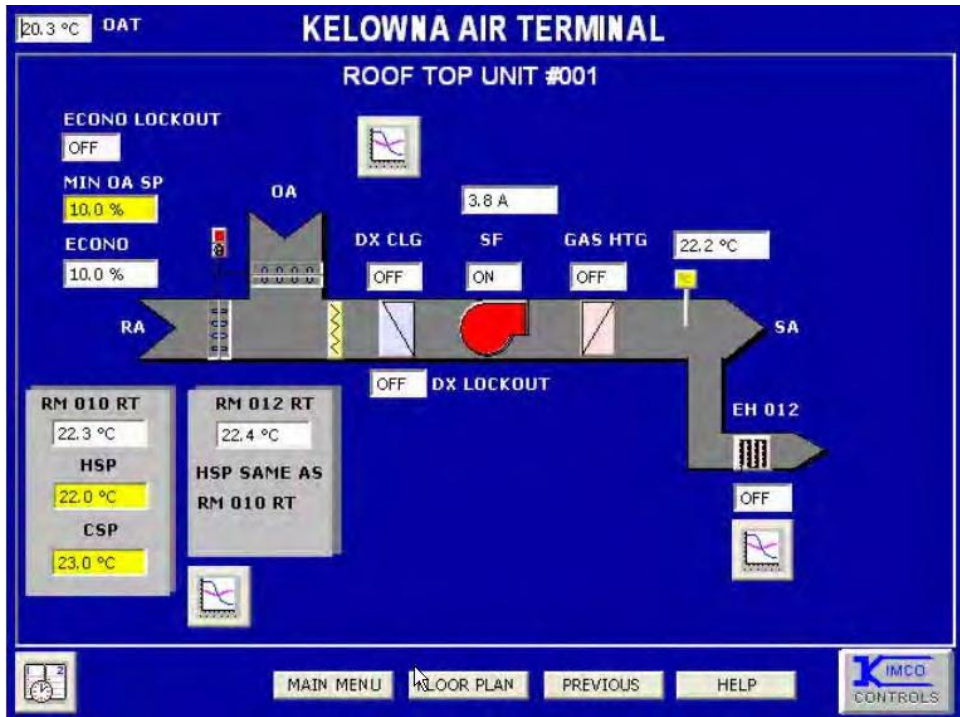 20.3 °C OAT
KELOWNA AIR TERMINAL
ROOF TOP UNIT #001
ECONO LOCKOUT
OFF
MIN OA SP
10.0 %
ECONO
10.0 %
OA
3.8 A
DX CLG
OFF
SF
ON
GAS HTG
OFF
22.2 °C
RA
SA
OFF DX LOCKOUT
RM 010 RT
22.3 °C
HSP
22.0 °C
CSP
23.0 °C
RM 012 RT
22.4 °C
HSP SAME AS
RM 010 RT
EH 012
OFF
1 2
MAIN MENU
FLOOR PLAN
PREVIOUS
HELP
KIMCO
CONTROLS